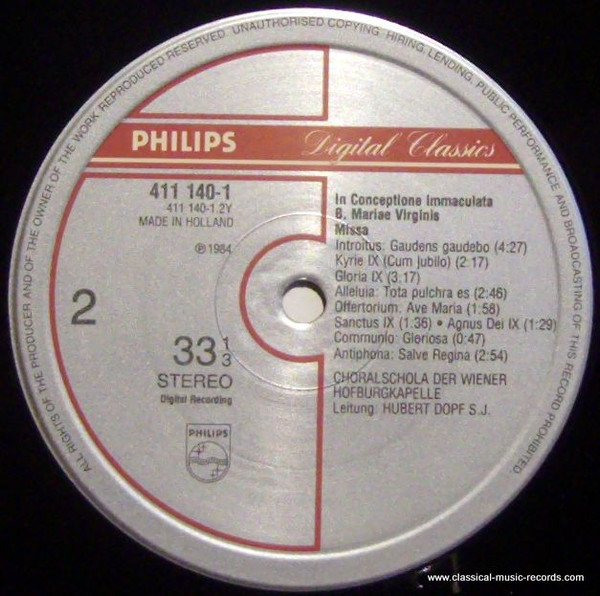 ALL RIGHTS OF THE PRODUCER AND OF THE OWNER OF THE WORK REPRODUCED RESERVED. UNAUTHORISED COPYING, HIRING, LENDING, PUBLIC PERFORMANCE AND BROADCASTING OF THIS RECORD PROHIBITED.
PHILIPS Digital Classics
411 140-1
411 140-1.2Y
MADE IN HOLLAND
℗ 1984
2
33 1/3
STEREO
Digital Recording
PHILIPS
In Conceptione Immaculata
B. Mariae Virginis
Missa
Introitus: Gaudens gaudebo (4:27)
Kyrie IX (Cum jubilo) (2:17)
Gloria IX (3.17)
Alleluia: Tota pulchra es (2:46)
Offertorium: Ave Maria (1:58)
Sanctus IX (1.36) • Agnus Dei IX (1:29)
Communio: Gloriosa (0:47)
Antiphona: Salve Regina (2:54)
CHORALSCHOLA DER WIENER
HOFBURGKAPELLE
Leitung: HUBERT DOPF S.J.
www.classical-music-records.com